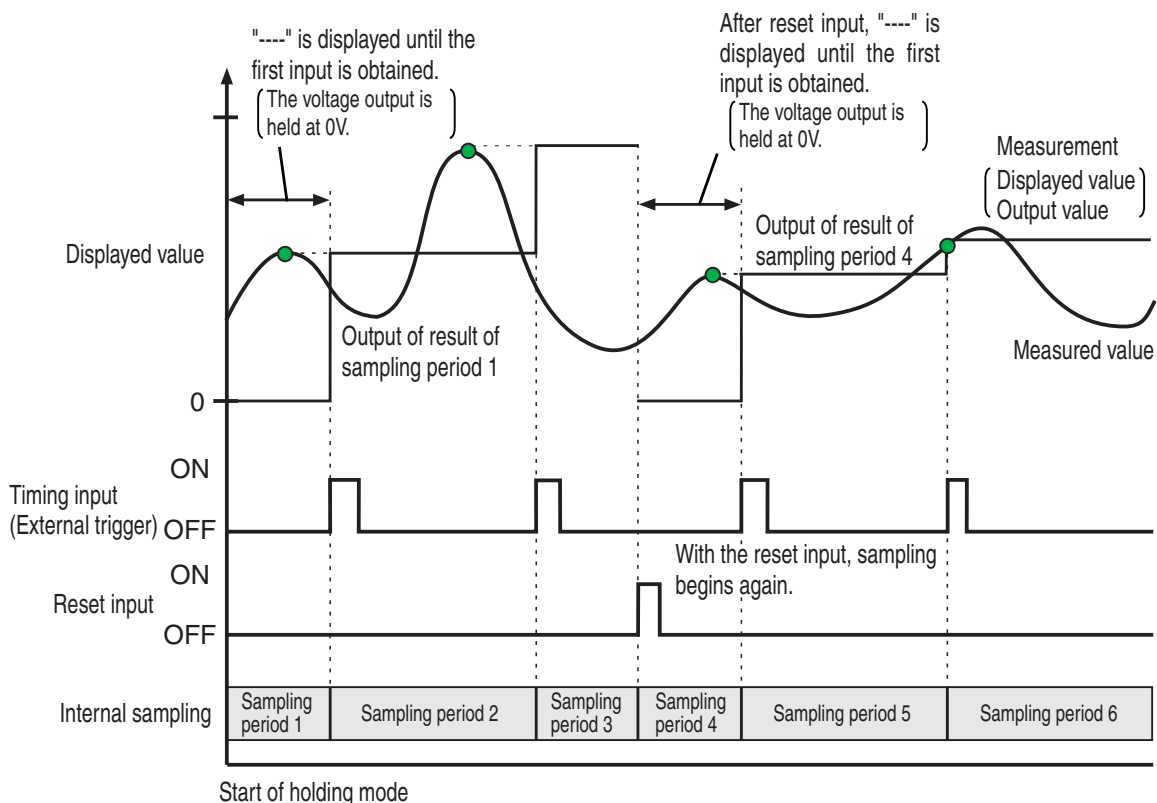 "----" is displayed until the
first input is obtained.
The voltage output is
held at 0V.
After reset input, "----" is
displayed until the first
input is obtained.
The voltage output is
held at 0V.
Measurement
Displayed value
Output value
Displayed value
Output of result of
sampling period 4
Output of result of
sampling period 1
Measured value
0
ON
Timing input
(External trigger)
OFF
With the reset input, sampling
begins again.
ON
Reset input
OFF
Internal sampling
Sampling
period 1
Sampling period 2
Sampling
period 3
Sampling
period 4
Sampling period 5
Sampling period 6
Start of holding mode